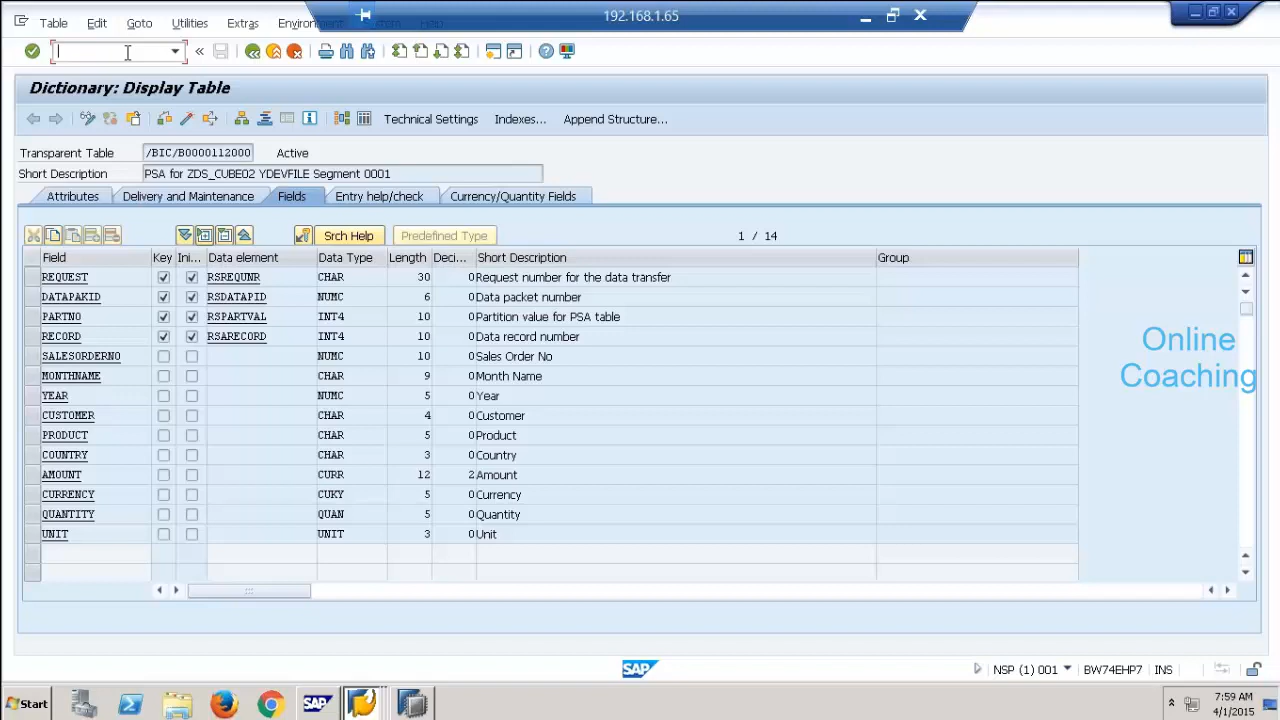 192.168.1.65
Table Edit Goto Utilities Extras Environment System Help
Dictionary: Display Table
Technical Settings Indexes... Append Structure...
Transparent Table /BIC/B0000112000 Active
Short Description PSA for ZDS_CUBE02 YDEVFILE Segment 0001
Attributes Delivery and Maintenance Fields Entry help/check Currency/Quantity Fields
Srch Help Predefined Type 1 / 14
Field Key Ini... Data element Data Type Length Deci... Short Description Group
REQUEST RSREQUNR CHAR 30 0 Request number for the data transfer
DATAPAKID RSDATAPID NUMC 6 0 Data packet number
PARTNO RSPARTVAL INT4 10 0 Partition value for PSA table
RECORD RSARECORD INT4 10 0 Data record number
SALESORDERNO NUMC 10 0 Sales Order No
MONTHNAME CHAR 9 0 Month Name
YEAR NUMC 5 0 Year
CUSTOMER CHAR 4 0 Customer
PRODUCT CHAR 5 0 Product
COUNTRY CHAR 3 0 Country
AMOUNT CURR 12 2 Amount
CURRENCY CUKY 5 0 Currency
QUANTITY QUAN 5 0 Quantity
UNIT UNIT 3 0 Unit
Online
Coaching
SAP
NSP (1) 001 BW74EHP7 INS
Start SAP 7:59 AM
4/1/2015